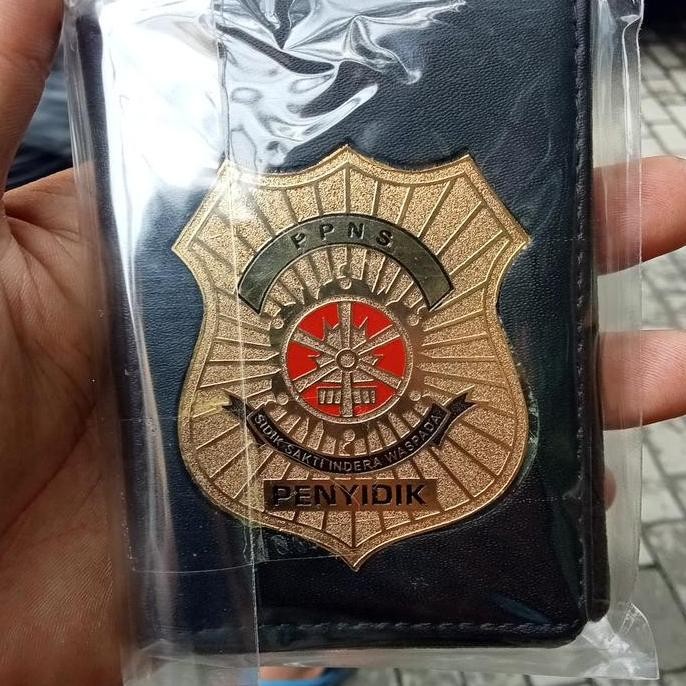 PPNS
SIDIK SAKTI INDERA WASPADA
PENYIDIK